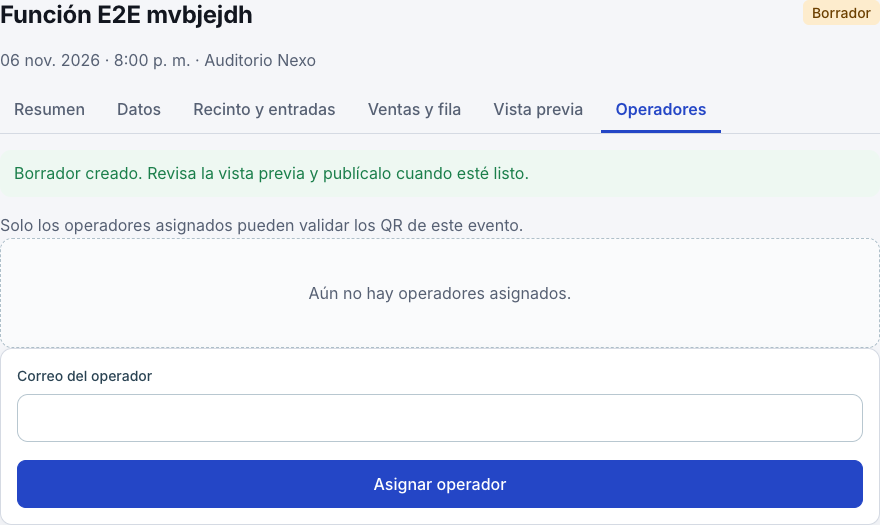 Función E2E mvbjejdh
Borrador
06 nov. 2026 · 8:00 p. m. · Auditorio Nexo
Resumen Datos Recinto y entradas Ventas y fila Vista previa Operadores
Borrador creado. Revisa la vista previa y publícalo cuando esté listo.
Solo los operadores asignados pueden validar los QR de este evento.
Aún no hay operadores asignados.
Correo del operador
Asignar operador